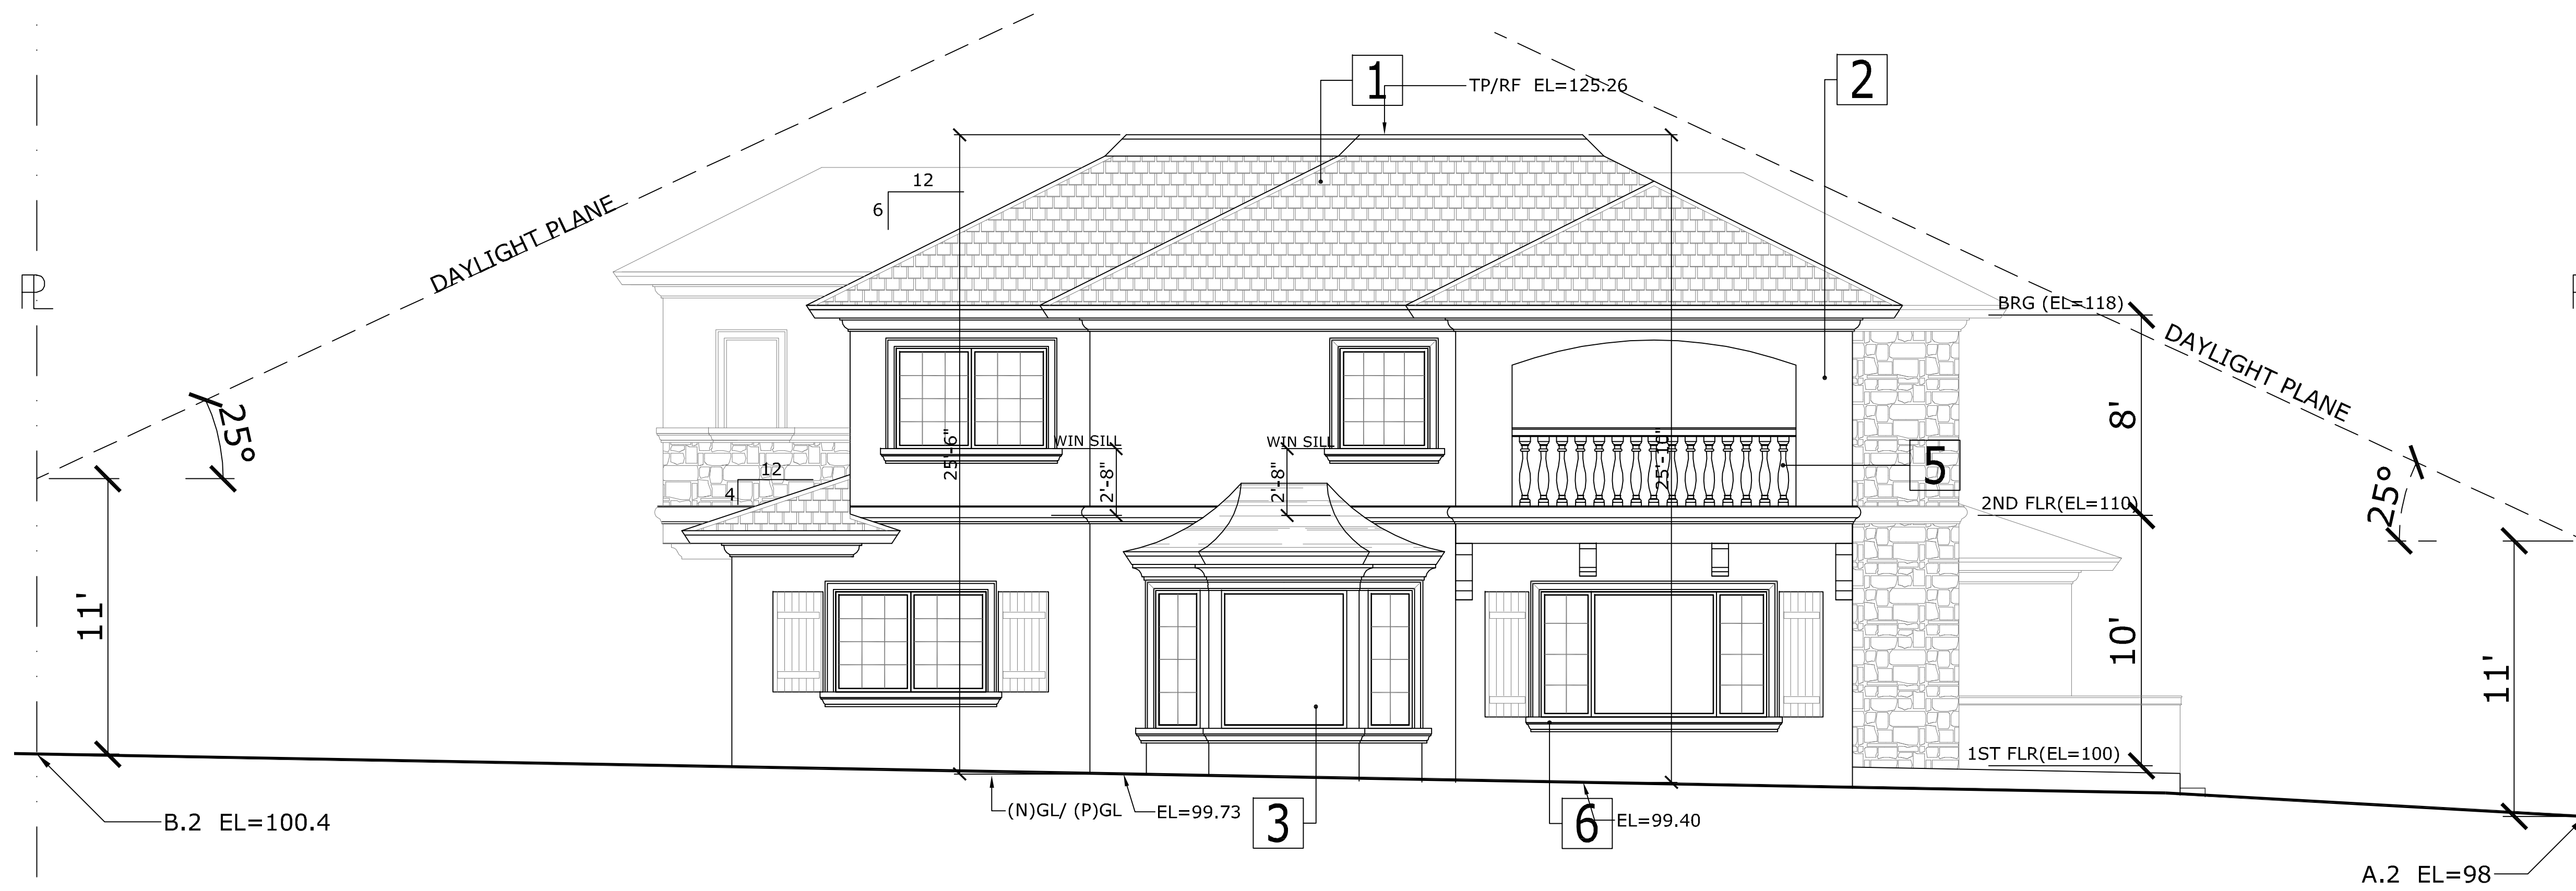 1
TP/RF EL=125.26
2
12
6
DAYLIGHT PLANE
PL
BRG (EL=118)
DAYLIGHT PLANE
25°
8'
WIN SILL
WIN SILL
25'-6"
25'-10"
2'-8"
2'-8"
12
4
5
25°
2ND FLR(EL=110)
11'
10'
11'
1ST FLR(EL=100)
(N)GL/ (P)GL
EL=99.73
3
6
EL=99.40
B.2 EL=100.4
A.2 EL=98